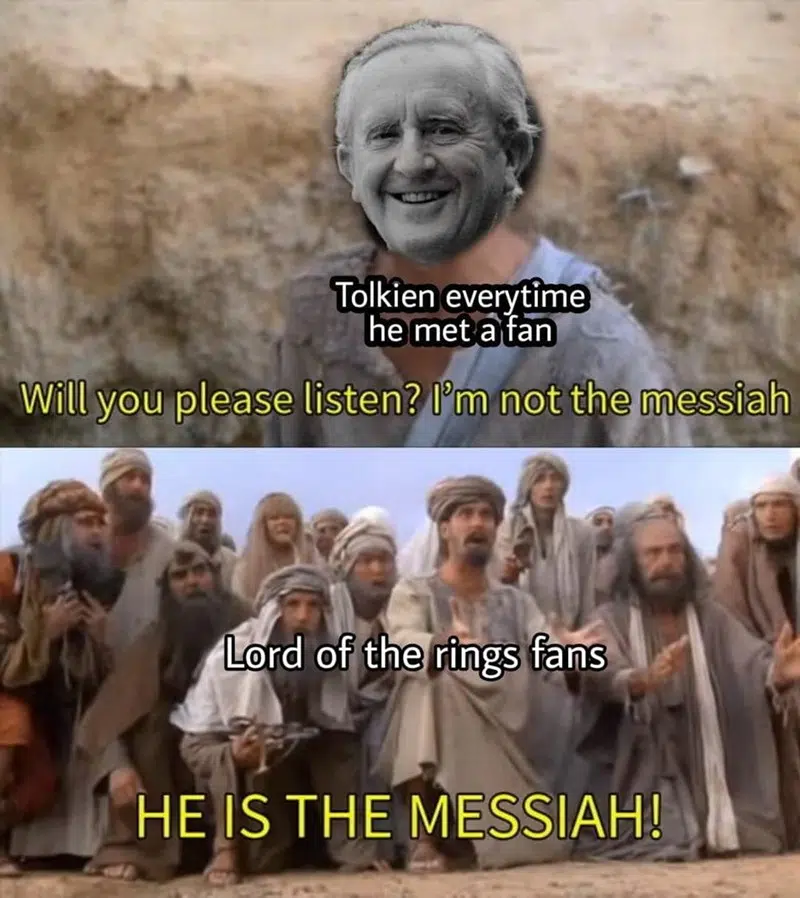 Tolkien everytime
he met a fan
Will you please listen? I'm not the messiah
Lord of the rings fans
HE IS THE MESSIAH!